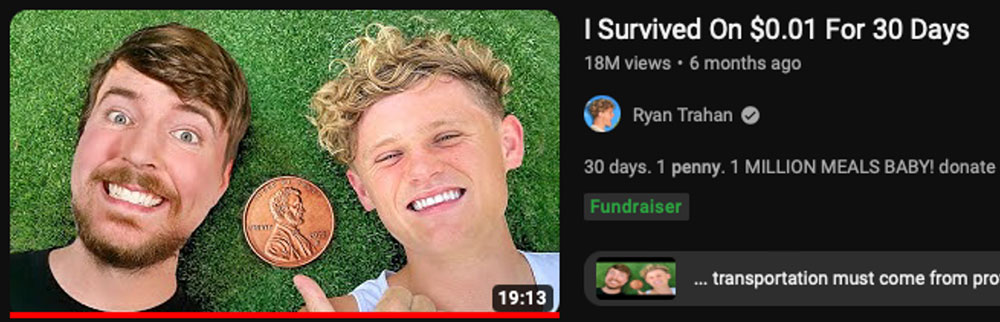 I Survived On $0.01 For 30 Days
18M views • 6 months ago
Ryan Trahan
30 days. 1 penny. 1 MILLION MEALS BABY! donate
Fundraiser
... transportation must come from pro
19:13